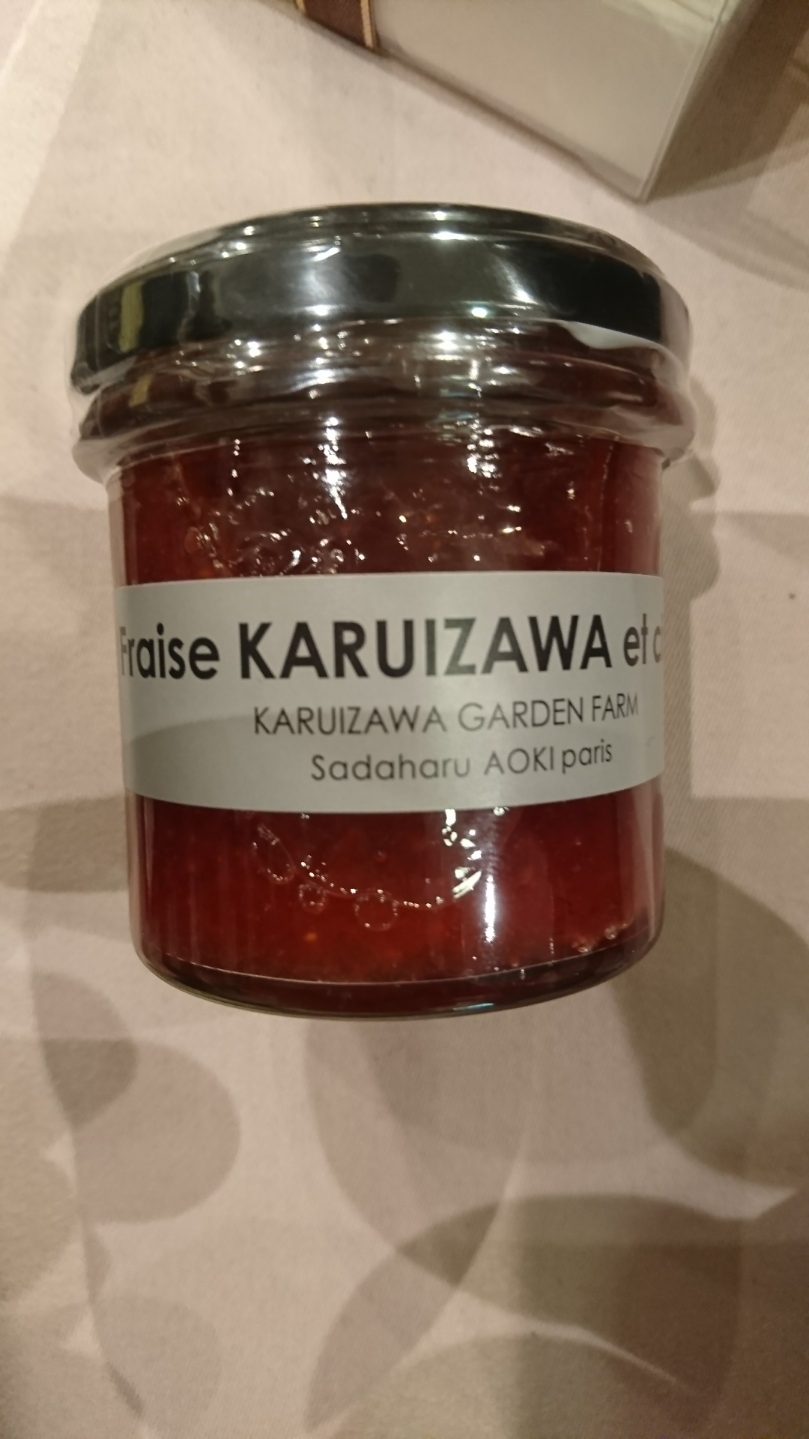 Fraise KARUIZAWA et
KARUIZAWA GARDEN FARM
Sadaharu AOKI paris